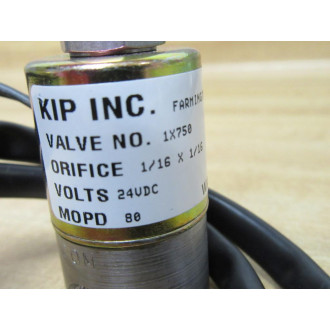 KIP INC. FARMING
VALVE NO. 1X750
ORIFICE 1/16 X 1/16
VOLTS 24VDC
MOPD 80